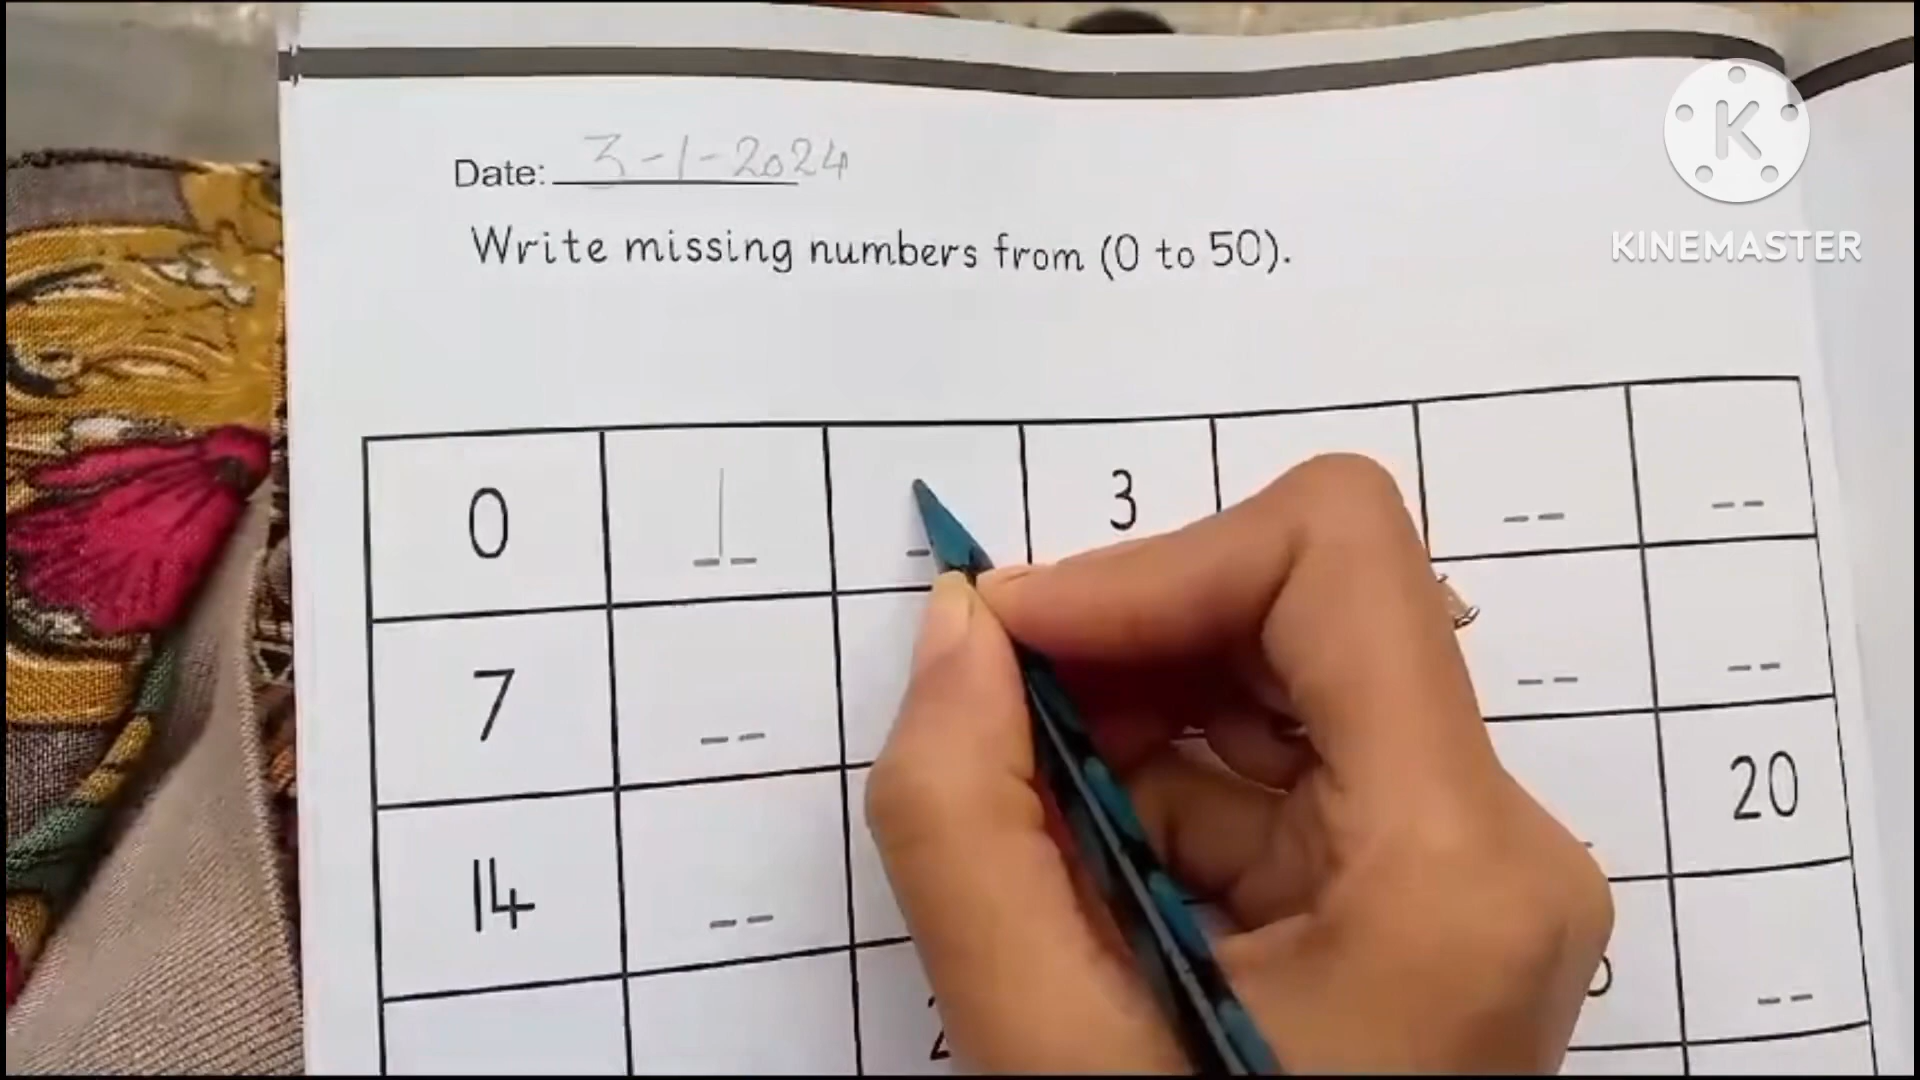 K
KINEMASTER
Date: 3-1-2024
Write missing numbers from (0 to 50).
0 1 3
7
20
14